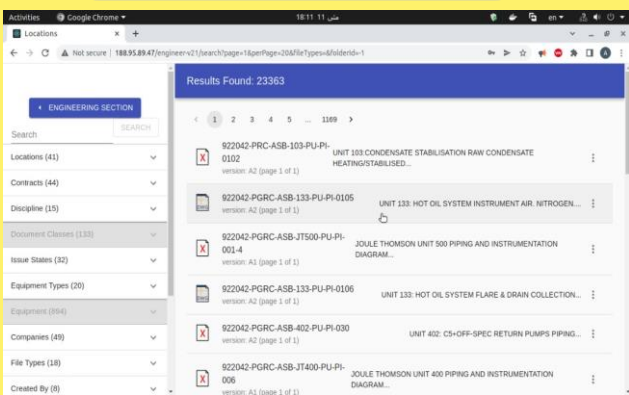 Activities Google Chrome ▾ 18:11 11 مئی en ▾
Locations × +
Not secure | 188.95.89.47/engineer-v21/search?page=1&perPage=20&fileTypes=&folderId=-1
Results Found: 23363
ENGINEERING SECTION
Search SEARCH
Locations (41)
Contracts (44)
Discipline (15)
Document Classes (133)
Issue States (32)
Equipment Types (20)
Equipment (694)
Companies (49)
File Types (18)
Created By (8)
< 1 2 3 4 5 ... 1169 >
922042-PRC-ASB-103-PU-PI-0102
version: A2 (page 1 of 1)
UNIT 103:CONDENSATE STABILISATION RAW CONDENSATE HEATING/STABILISED...
922042-PGRC-ASB-133-PU-PI-0105
version: A2 (page 1 of 1)
UNIT 133: HOT OIL SYSTEM INSTRUMENT AIR. NITROGEN....
922042-PGRC-ASB-JT500-PU-PI-001-4
version: A1 (page 1 of 1)
JOULE THOMSON UNIT 500 PIPING AND INSTRUMENTATION DIAGRAM...
922042-PGRC-ASB-133-PU-PI-0106
version: A2 (page 1 of 1)
UNIT 133: HOT OIL SYSTEM FLARE & DRAIN COLLECTION...
922042-PGRC-ASB-402-PU-PI-030
version: A2 (page 1 of 1)
UNIT 402: C5+OFF-SPEC RETURN PUMPS PIPING...
922042-PGRC-ASB-JT400-PU-PI-006
version: A1 (page 1 of 1)
JOULE THOMSON UNIT 400 PIPING AND INSTRUMENTATION DIAGRAM...